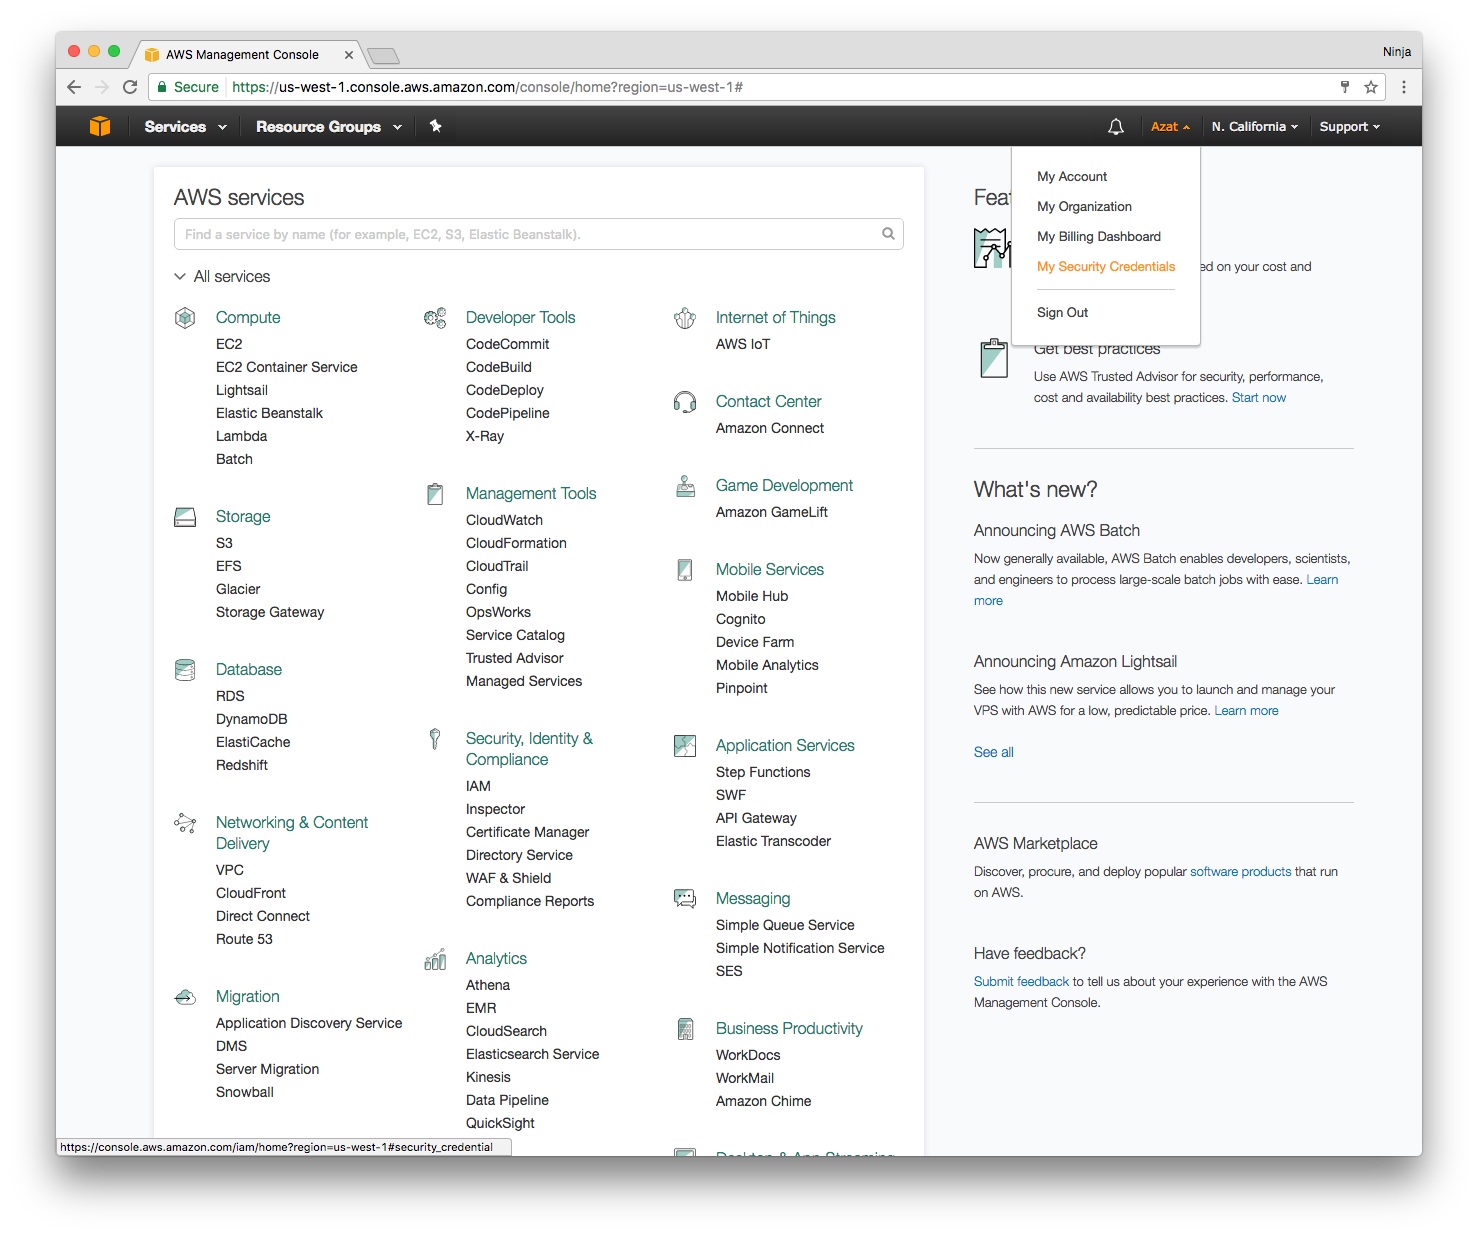 AWS Management Console
Ninja
Secure
https://us-west-1.console.aws.amazon.com/console/home?region=us-west-1#
Services
Resource Groups
Azat
N. California
Support
My Account
My Organization
My Billing Dashboard
My Security Credentials
Sign Out
AWS services
Find a service by name (for example, EC2, S3, Elastic Beanstalk).
All services
Compute
EC2
EC2 Container Service
Lightsail
Elastic Beanstalk
Lambda
Batch
Storage
S3
EFS
Glacier
Storage Gateway
Database
RDS
DynamoDB
ElastiCache
Redshift
Networking & Content
Delivery
VPC
CloudFront
Direct Connect
Route 53
Migration
Application Discovery Service
DMS
Server Migration
Snowball
Developer Tools
CodeCommit
CodeBuild
CodeDeploy
CodePipeline
X-Ray
Management Tools
CloudWatch
CloudFormation
CloudTrail
Config
OpsWorks
Service Catalog
Trusted Advisor
Managed Services
Security, Identity &
Compliance
IAM
Inspector
Certificate Manager
Directory Service
WAF & Shield
Compliance Reports
Analytics
Athena
EMR
CloudSearch
Elasticsearch Service
Kinesis
Data Pipeline
QuickSight
Internet of Things
AWS IoT
Contact Center
Amazon Connect
Game Development
Amazon GameLift
Mobile Services
Mobile Hub
Cognito
Device Farm
Mobile Analytics
Pinpoint
Application Services
Step Functions
SWF
API Gateway
Elastic Transcoder
Messaging
Simple Queue Service
Simple Notification Service
SES
Business Productivity
WorkDocs
WorkMail
Amazon Chime
Desktop & App Streaming
on your cost and
Get best practices
Use AWS Trusted Advisor for security, performance,
cost and availability best practices. Start now
What's new?
Announcing AWS Batch
Now generally available, AWS Batch enables developers, scientists,
and engineers to process large-scale batch jobs with ease. Learn
more
Announcing Amazon Lightsail
See how this new service allows you to launch and manage your
VPS with AWS for a low, predictable price. Learn more
See all
AWS Marketplace
Discover, procure, and deploy popular software products that run
on AWS.
Have feedback?
Submit feedback to tell us about your experience with the AWS
Management Console.
https://console.aws.amazon.com/iam/home?region=us-west-1#security_credential